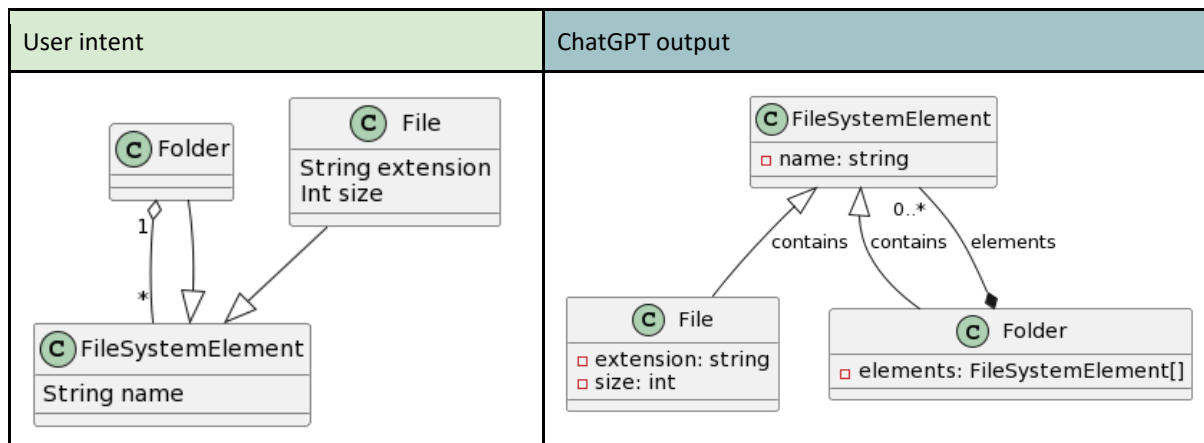 User intent
ChatGPT output
C Folder
C File
String extension
Int size
1
*
C FileSystemElement
String name
C FileSystemElement
name: string
0..*
contains
contains
elements
C File
extension: string
size: int
C Folder
elements: FileSystemElement[]